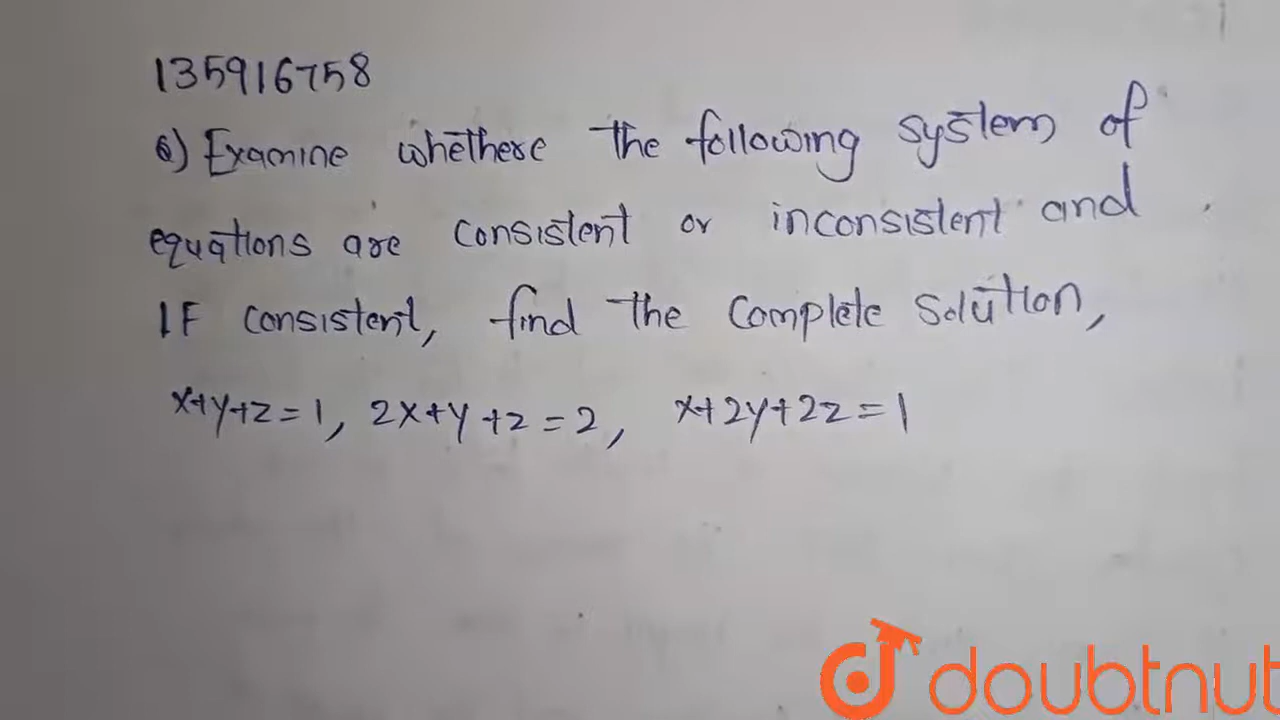 135916758
Q) Examine whethere the following system of
equations are consistent or inconsistent and
IF consistent, find the complete solution,
x+y+z=1, 2x+y+z=2, x+2y+2z=1
doubtnut